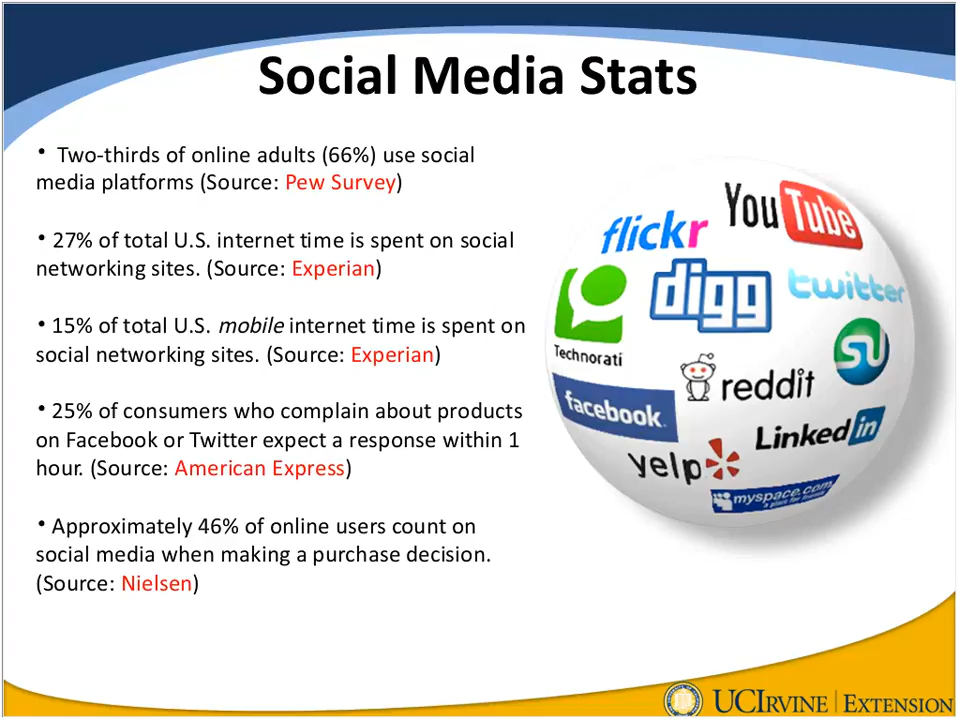 Social Media Stats
• Two-thirds of online adults (66%) use social
media platforms (Source: Pew Survey)
• 27% of total U.S. internet time is spent on social
networking sites. (Source: Experian)
• 15% of total U.S. mobile internet time is spent on
social networking sites. (Source: Experian)
• 25% of consumers who complain about products
on Facebook or Twitter expect a response within 1
hour. (Source: American Express)
• Approximately 46% of online users count on
social media when making a purchase decision.
(Source: Nielsen)
flickr
YouTube
digg
twitter
Technorati
reddit
SU
facebook
LinkedIn
yelp
myspace.com
a place for friends
UCIRVINE | EXTENSION